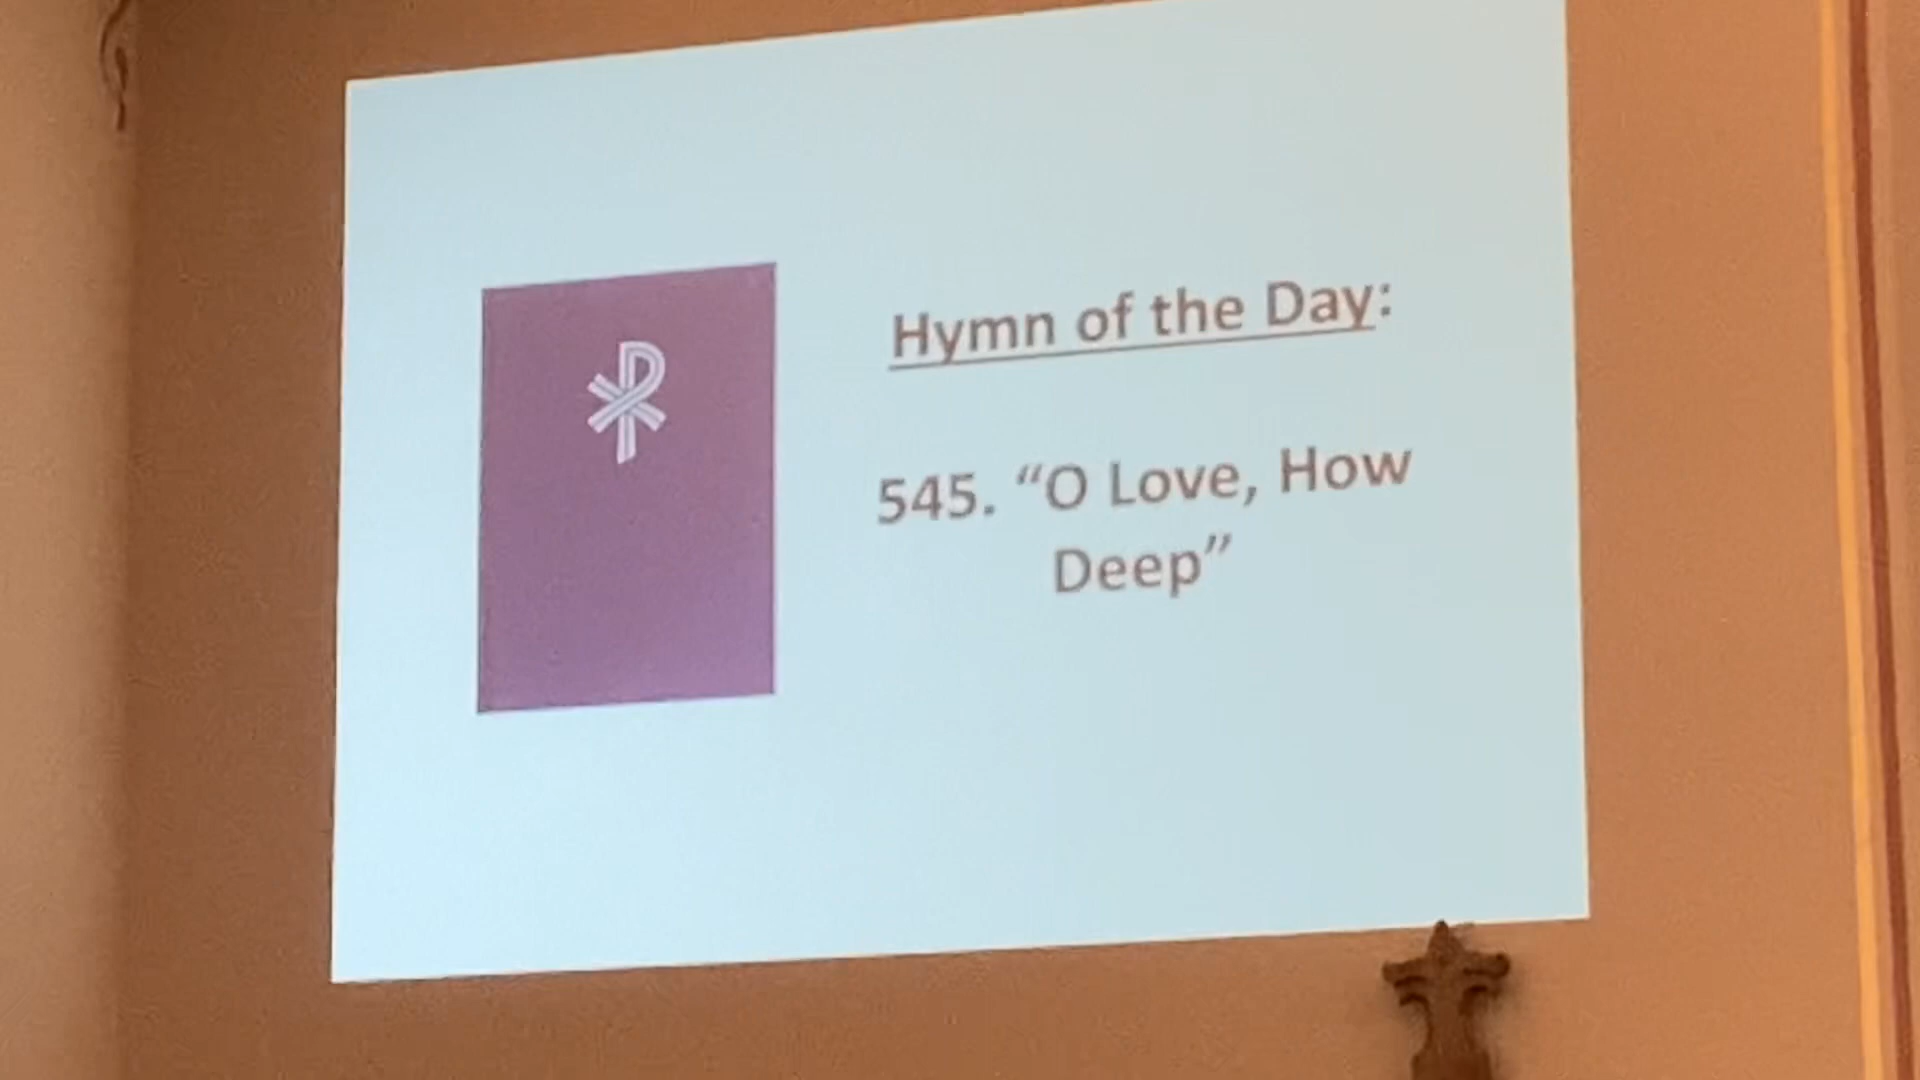 Hymn of the Day:
545. “O Love, How
Deep”